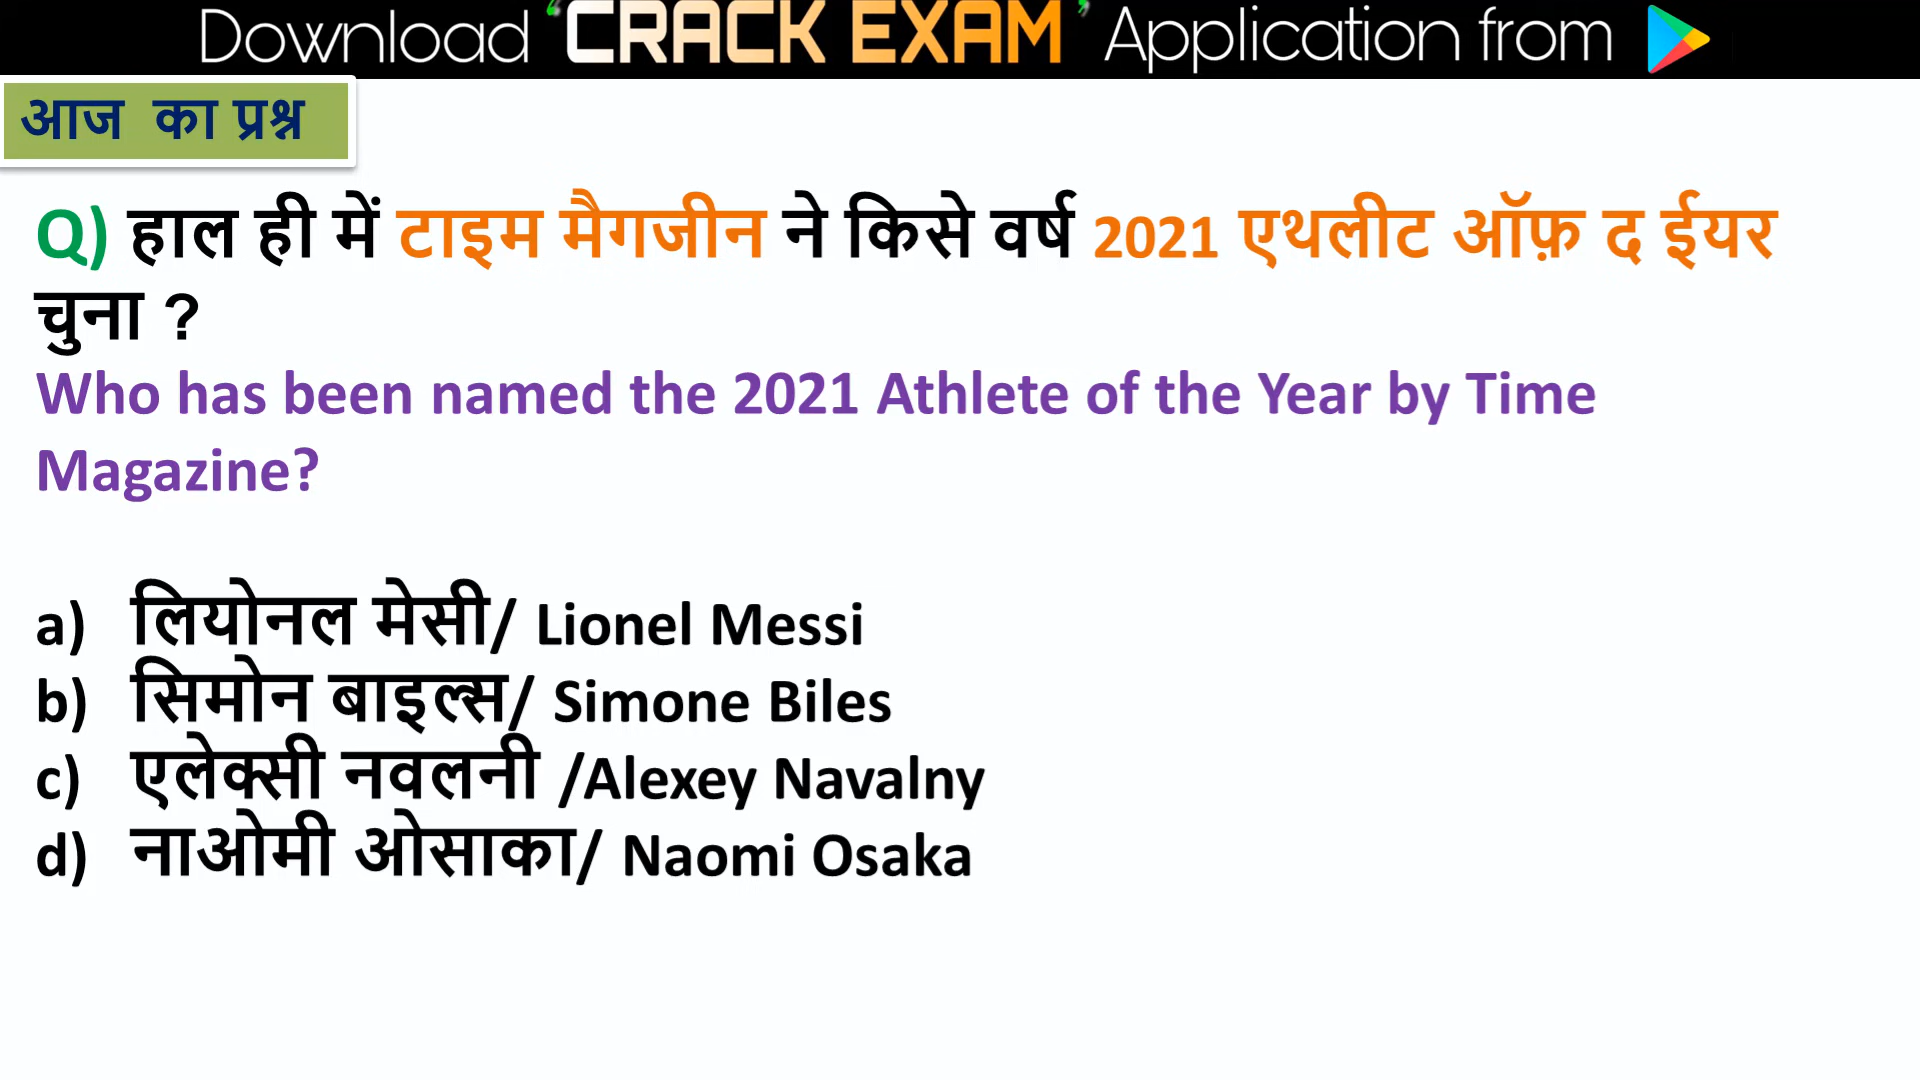 Download ‘CRACK EXAM’ Application from
आज का प्रश्न
Q) हाल ही में टाइम मैगजीन ने किसे वर्ष 2021 एथलीट ऑफ़ द ईयर
चुना ?
Who has been named the 2021 Athlete of the Year by Time
Magazine?
a) लियोनल मेसी/ Lionel Messi
b) सिमोन बाइल्स/ Simone Biles
c) एलेक्सी नवलनी /Alexey Navalny
d) नाओमी ओसाका/ Naomi Osaka